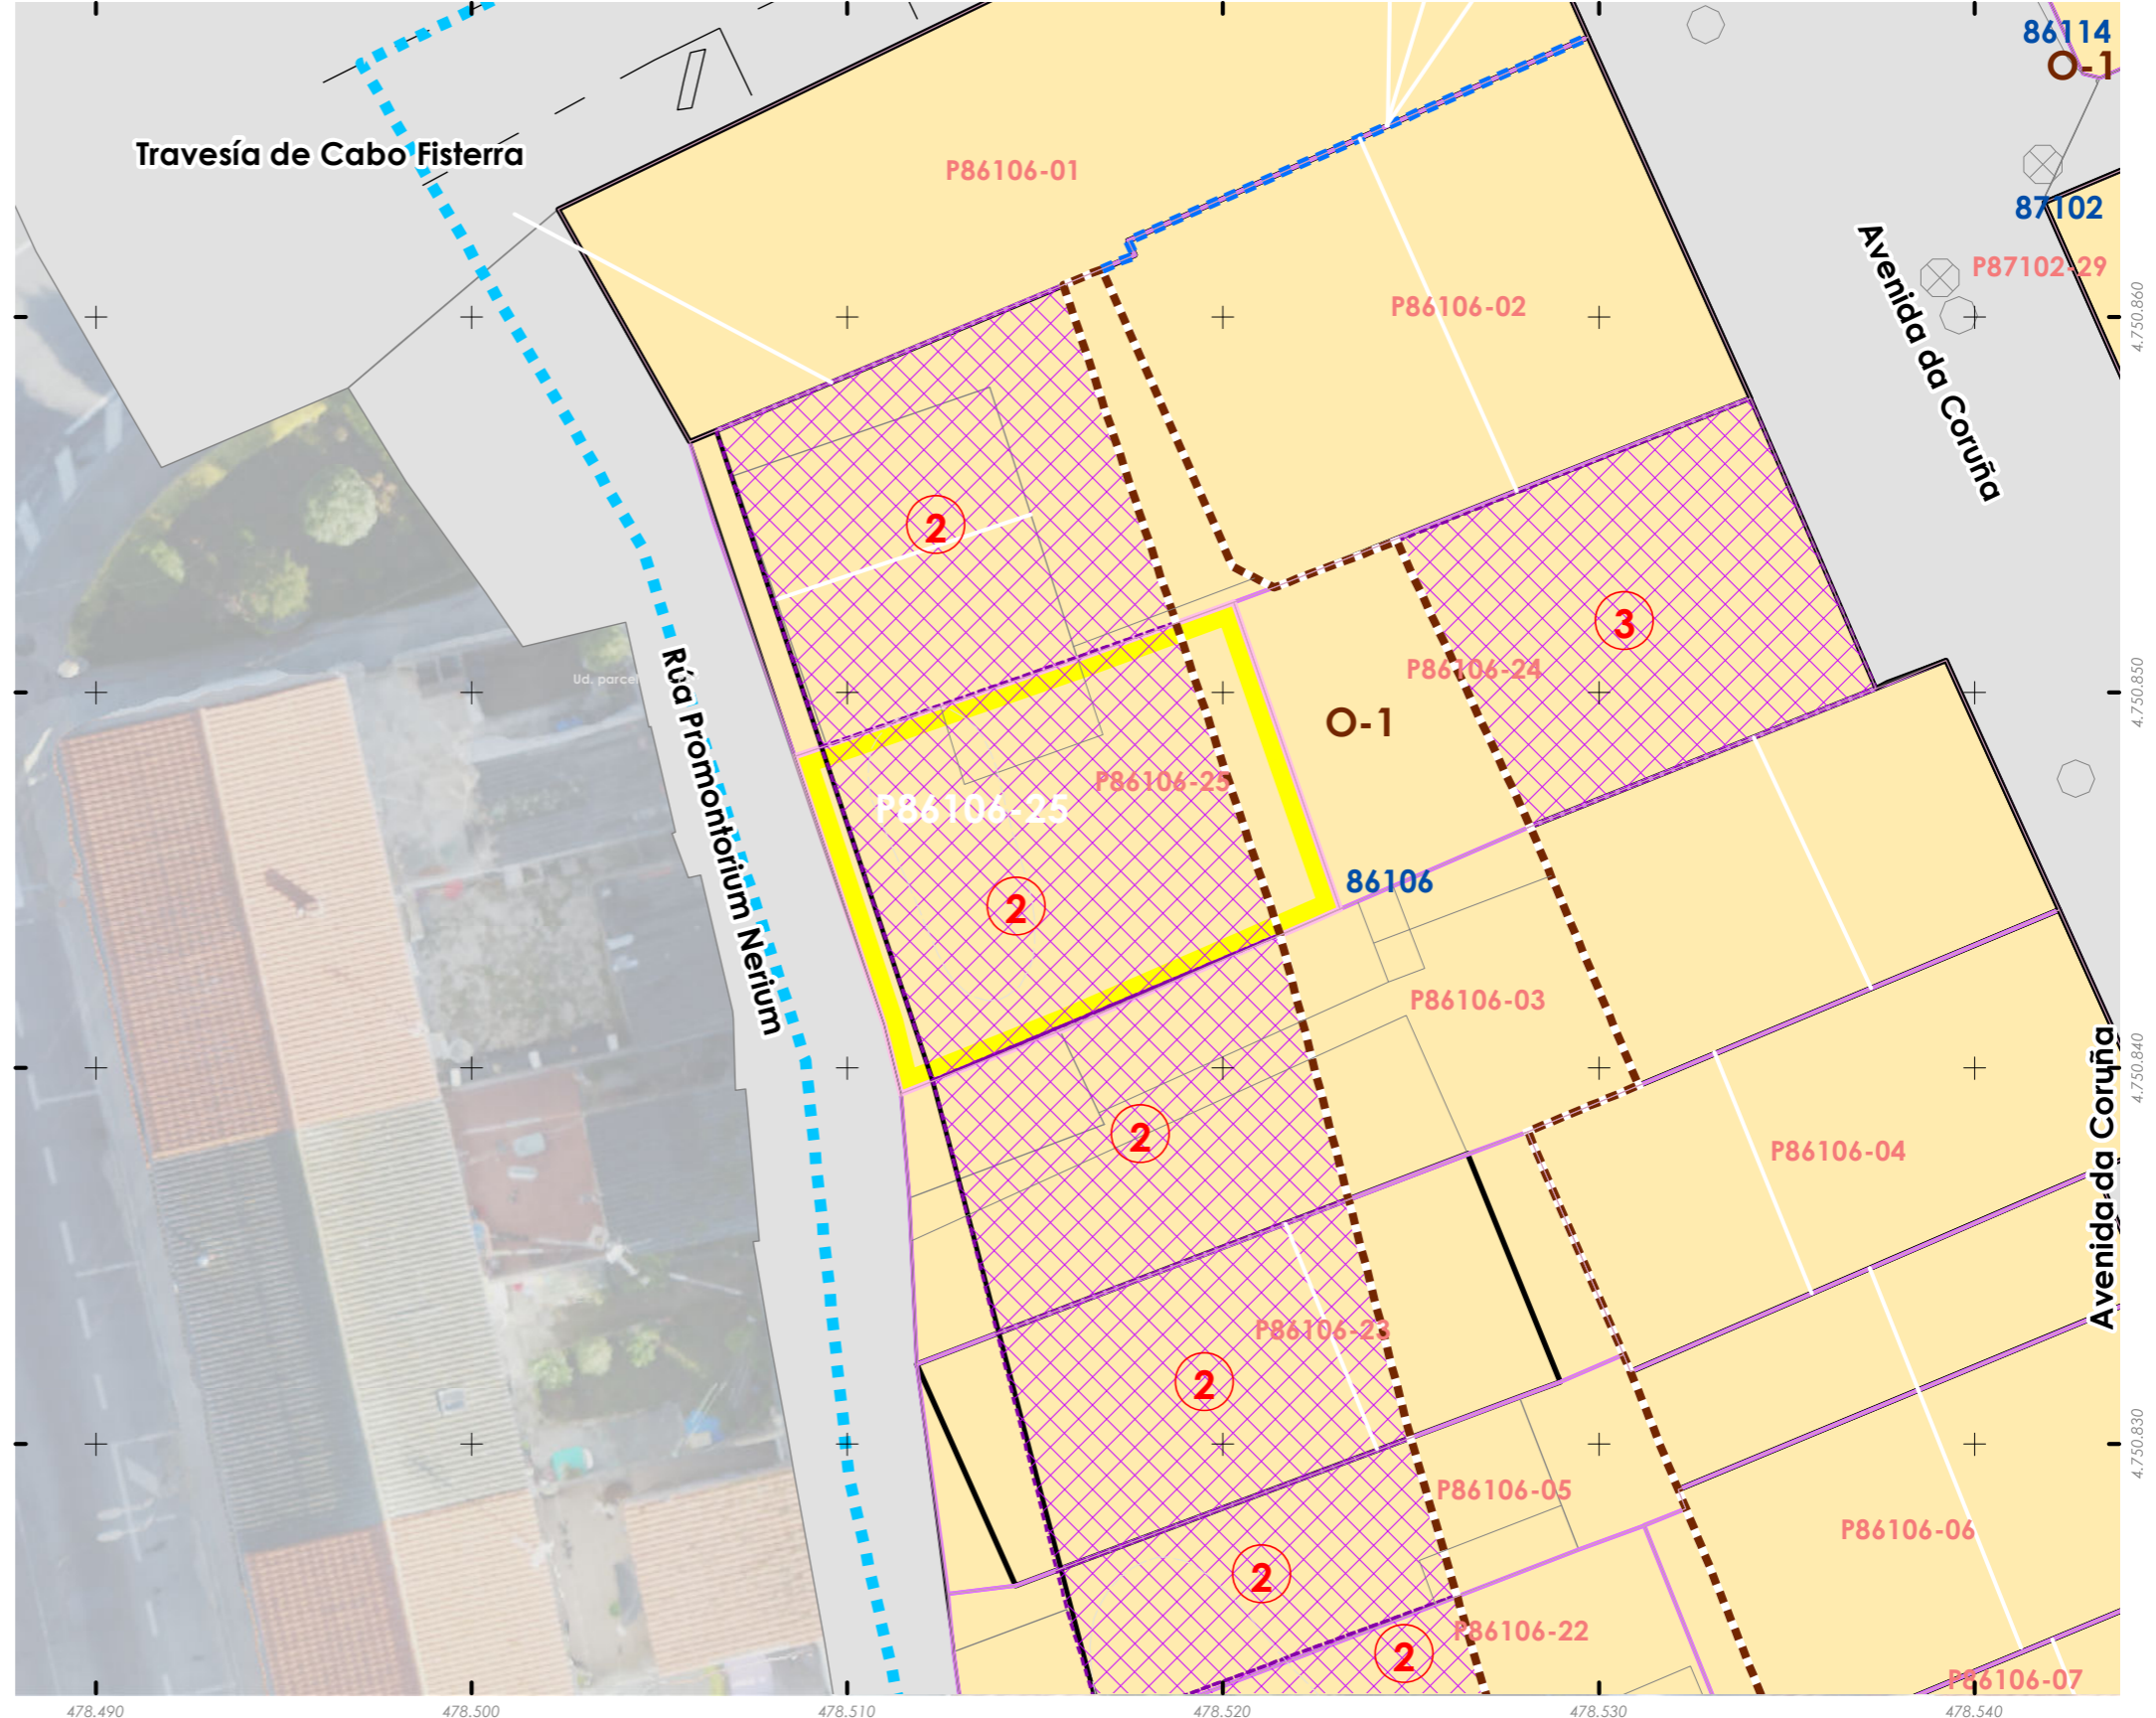 86114
O-1
Travesía de Cabo Fisterra
P86106-01
87102
P87102-29
Avenida da Coruña
P86106-02
4.750.860
2
3
Ud. parcel
P86106-24
4.750.850
Rúa Promontorium Nerium
O-1
P86106-25
P86106-25
86106
2
P86106-03
4.750.840
2
P86106-04
Avenida da Coruña
P86106-23
2
4.750.830
P86106-05
P86106-06
2
P86106-22
2
P86106-07
478.490
478.500
478.510
478.520
478.530
478.540